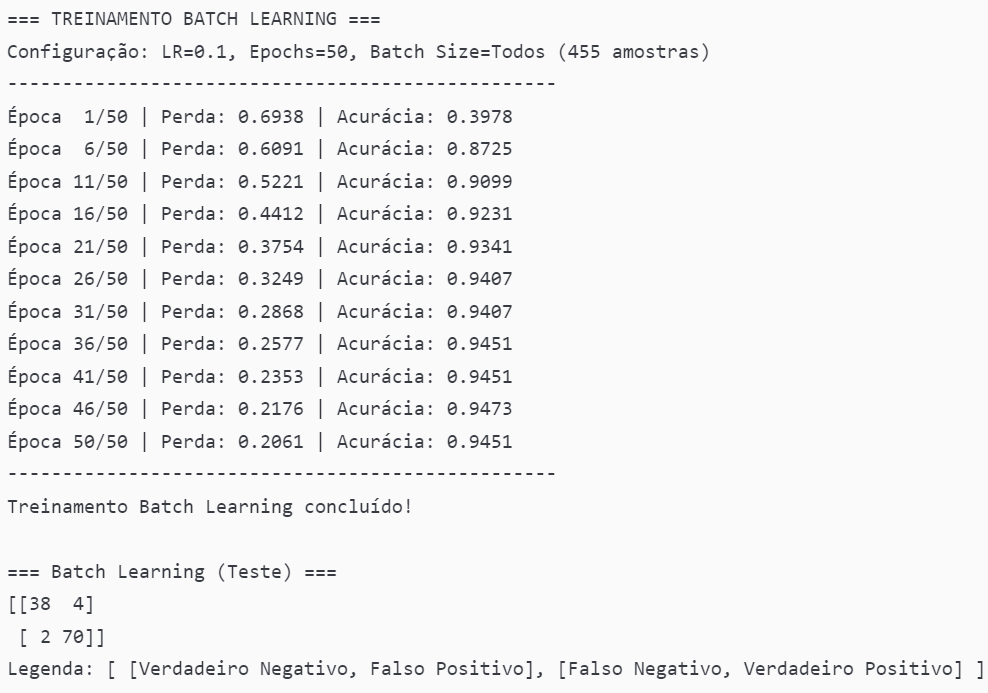 === TREINAMENTO BATCH LEARNING ===
Configuração: LR=0.1, Epochs=50, Batch Size=Todos (455 amostras)
--------------------------------------------------
Época  1/50 | Perda: 0.6938 | Acurácia: 0.3978
Época  6/50 | Perda: 0.6091 | Acurácia: 0.8725
Época 11/50 | Perda: 0.5221 | Acurácia: 0.9099
Época 16/50 | Perda: 0.4412 | Acurácia: 0.9231
Época 21/50 | Perda: 0.3754 | Acurácia: 0.9341
Época 26/50 | Perda: 0.3249 | Acurácia: 0.9407
Época 31/50 | Perda: 0.2868 | Acurácia: 0.9407
Época 36/50 | Perda: 0.2577 | Acurácia: 0.9451
Época 41/50 | Perda: 0.2353 | Acurácia: 0.9451
Época 46/50 | Perda: 0.2176 | Acurácia: 0.9473
Época 50/50 | Perda: 0.2061 | Acurácia: 0.9451
--------------------------------------------------
Treinamento Batch Learning concluído!

=== Batch Learning (Teste) ===
[[38  4]
 [ 2 70]]
Legenda: [ [Verdadeiro Negativo, Falso Positivo], [Falso Negativo, Verdadeiro Positivo] ]